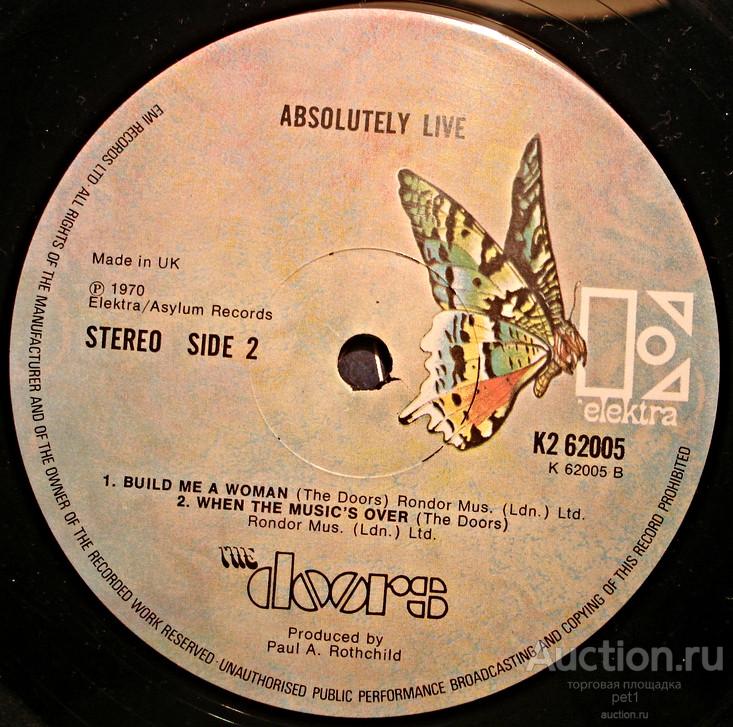 ABSOLUTELY LIVE
EMI RECORDS LTD· ALL RIGHTS OF THE MANUFACTURER AND OF THE OWNER OF THE RECORDED WORK RESERVED· UNAUTHORISED PUBLIC PERFORMANCE BROADCASTING AND COPYING OF THIS RECORD PROHIBITED
Made in UK
Ⓟ 1970
Elektra/Asylum Records
STEREO SIDE 2
elektra
K2 62005
K 62005 B
1. BUILD ME A WOMAN (The Doors) Rondor Mus. (Ldn.) Ltd.
2. WHEN THE MUSIC'S OVER (The Doors)
Rondor Mus. (Ldn.) Ltd.
THE doors
Produced by
Paul A. Rothchild
Auction.ru
торговая площадка
pet1
auction.ru